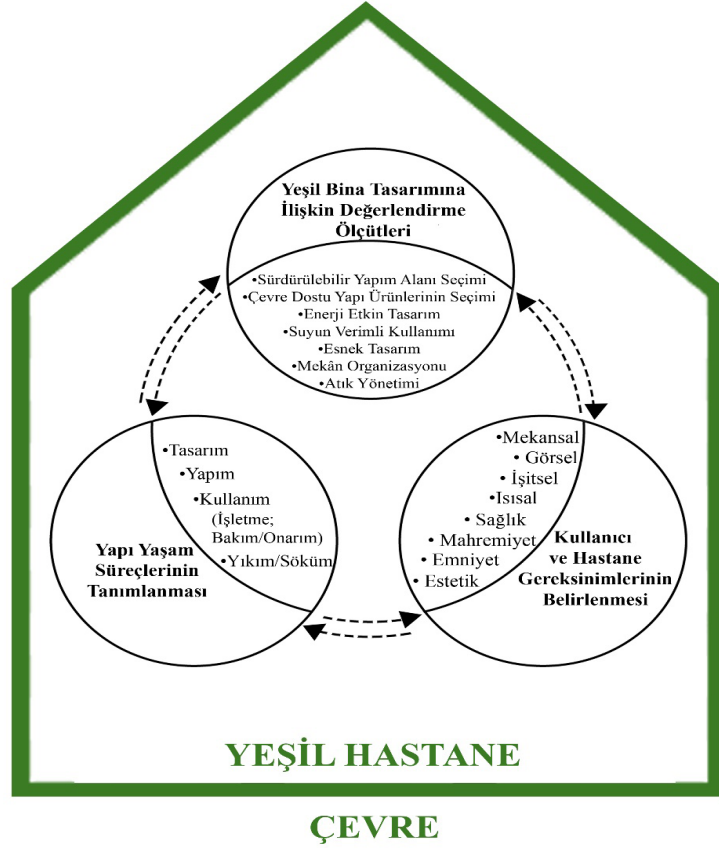 Yeşil Bina Tasarımına
İlişkin Değerlendirme
Ölçütleri
•Sürdürülebilir Yapım Alanı Seçimi
•Çevre Dostu Yapı Ürünlerinin Seçimi
•Enerji Etkin Tasarım
•Suyun Verimli Kullanımı
•Esnek Tasarım
•Mekân Organizasyonu
•Atık Yönetimi
•Tasarım
•Yapım
•Kullanım
(İşletme;
Bakım/Onarım)
•Yıkım/Söküm
Yapı Yaşam
Süreçlerinin
Tanımlanması
•Mekansal
• Görsel
• İşitsel
•Isısal
• Sağlık
• Mahremiyet
• Emniyet
• Estetik
Kullanıcı
ve Hastane
Gereksinimlerinin
Belirlenmesi
YEŞİL HASTANE
ÇEVRE